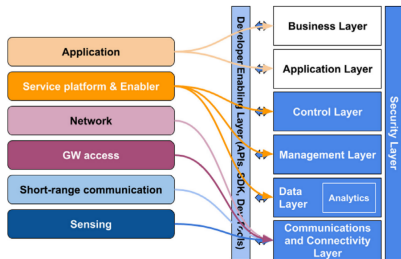 Application
Service platform & Enabler
Network
GW access
Short-range communication
Sensing
Developer Enabling Layer (APIs, SDK, Dev Tools)
Business Layer
Application Layer
Control Layer
Management Layer
Data
Layer
Analytics
Communications
and Connectivity
Layer
Security Layer